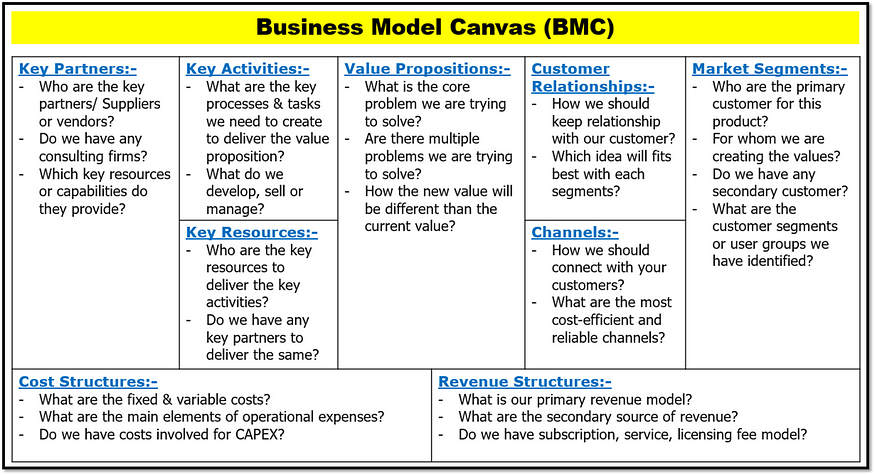 Business Model Canvas (BMC)
Key Partners:-
- Who are the key
partners/ Suppliers
or vendors?
- Do we have any
consulting firms?
- Which key resources
or capabilities do
they provide?
Key Activities:-
- What are the key
processes & tasks
we need to create
to deliver the value
proposition?
- What do we
develop, sell or
manage?
Key Resources:-
- Who are the key
resources to
deliver the key
activities?
- Do we have any
key partners to
deliver the same?
Value Propositions:-
- What is the core
problem we are trying
to solve?
- Are there multiple
problems we are trying
to solve?
- How the new value will
be different than the
current value?
Customer
Relationships:-
- How we should
keep relationship
with our customer?
- Which idea will fits
best with each
segments?
Channels:-
- How we should
connect with your
customers?
- What are the most
cost-efficient and
reliable channels?
Market Segments:-
- Who are the primary
customer for this
product?
- For whom we are
creating the values?
- Do we have any
secondary customer?
- What are the
customer segments
or user groups we
have identified?
Cost Structures:-
- What are the fixed & variable costs?
- What are the main elements of operational expenses?
- Do we have costs involved for CAPEX?
Revenue Structures:-
- What is our primary revenue model?
- What are the secondary source of revenue?
- Do we have subscription, service, licensing fee model?